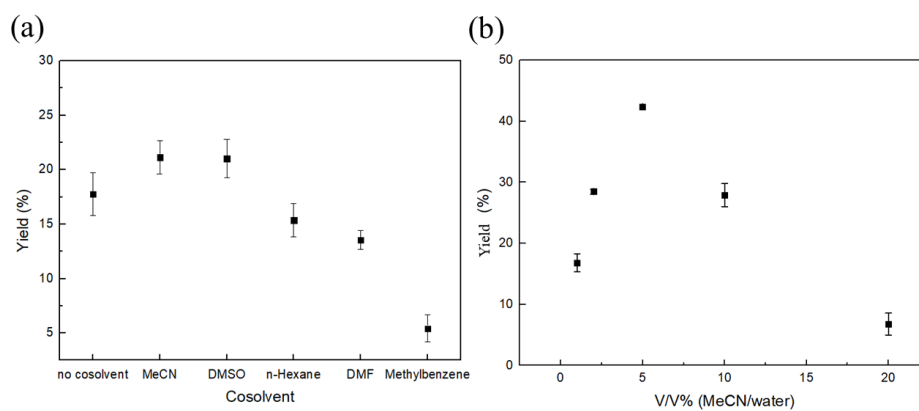 (a)
30
25
20
15
10
5
Yield (%)
no cosolvent MeCN DMSO n-Hexane DMF Methylbenzene
Cosolvent
(b)
50
40
30
20
10
0
Yield (%)
0 5 10 15 20
V/V% (MeCN/water)